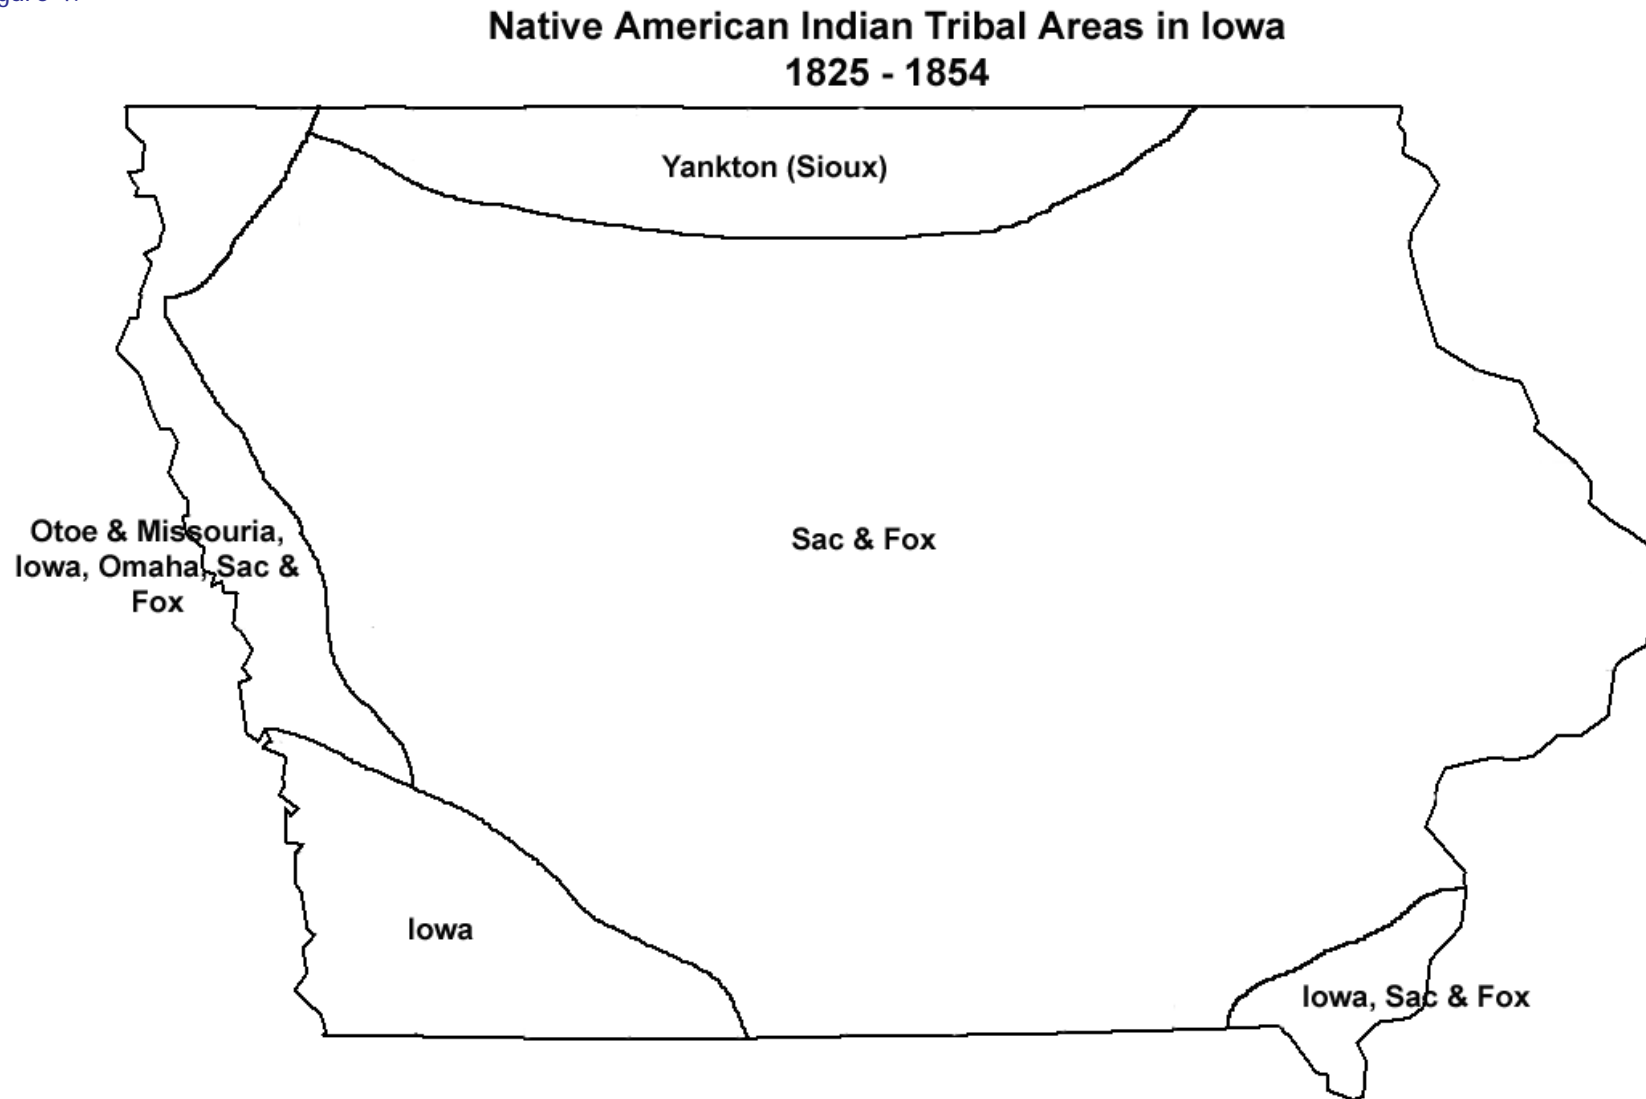 Native American Indian Tribal Areas in Iowa
1825 - 1854
Yankton (Sioux)
Otoe & Missouria,
Iowa, Omaha, Sac &
Fox
Sac & Fox
Iowa
Iowa, Sac & Fox